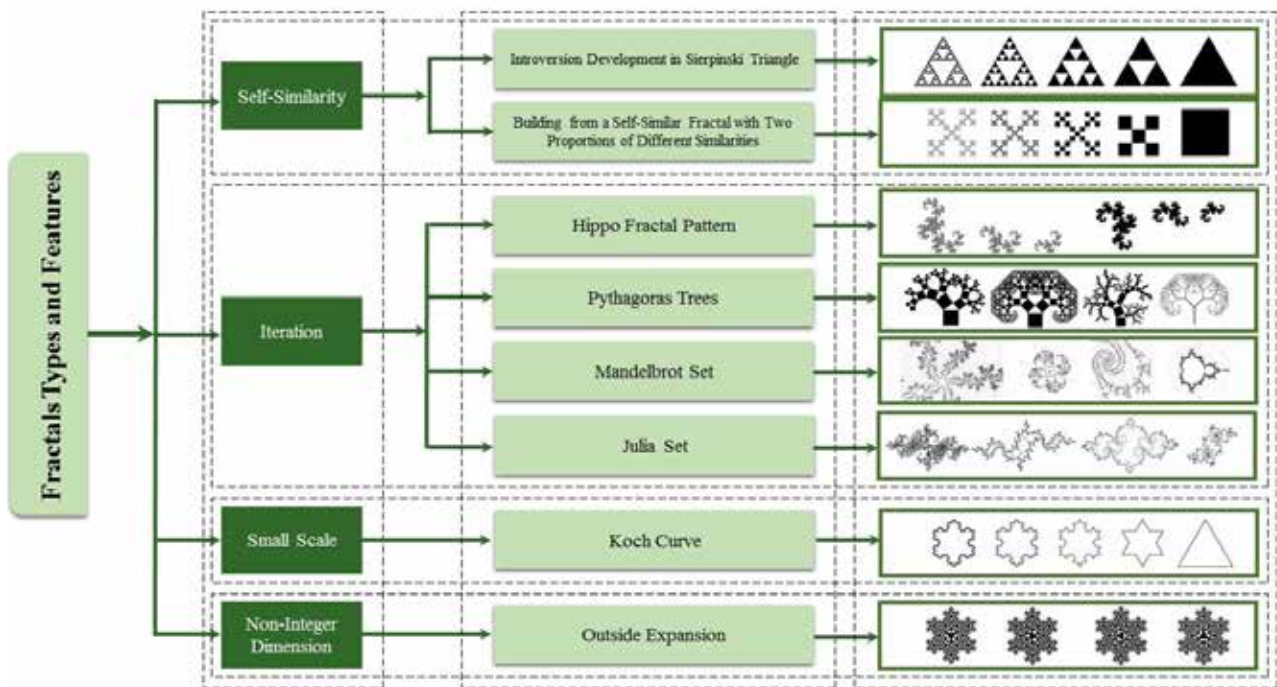 Fractals Types and Features
Self-Similarity
Introversion Development in Sierpinski Triangle
Building from a Self-Similar Fractal with Two
Proportions of Different Similarities
Iteration
Hippo Fractal Pattern
Pythagoras Trees
Mandelbrot Set
Julia Set
Small Scale
Koch Curve
Non-Integer
Dimension
Outside Expansion